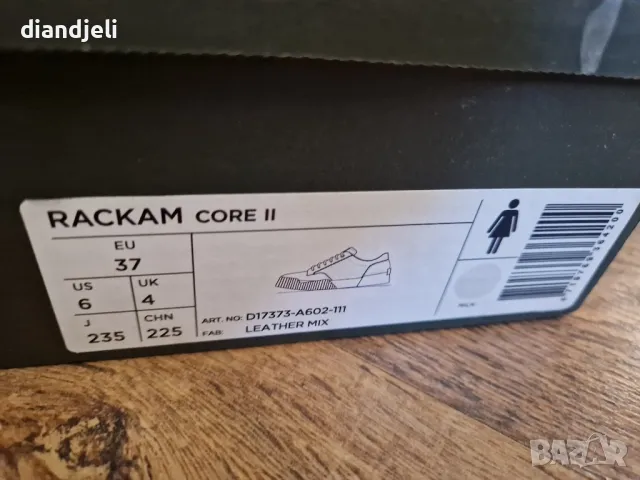 diandjeli
RACKAM CORE II
EU
37
US
6
UK
4
J
235
CHN
225
ART. NO: D17373-A602-111
FAB: LEATHER MIX
BAZAR